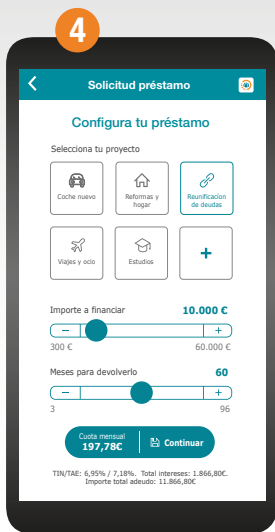 4
Solicitud préstamo
Configura tu préstamo
Selecciona tu proyecto
Coche nuevo
Reformas y
hogar
Reunificacion
de deudas
Viajes y ocio
Estudios
+
Importe a financiar 10.000 €
− +
300 € 60.000 €
Meses para devolverlo 60
− +
3 96
Cuota mensual
197,78€
Continuar
TIN/TAE: 6,95% / 7,18%. Total intereses: 1.866,80€.
Importe total adeudo: 11.866,80€